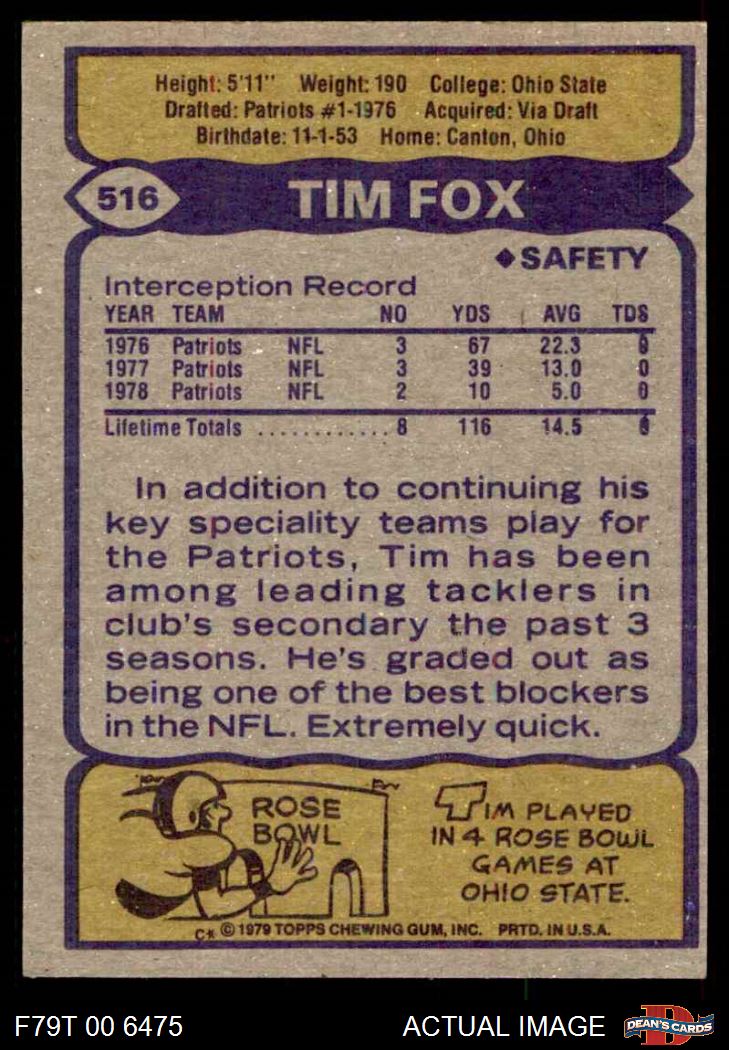 Height: 5'11" Weight: 190 College: Ohio State
Drafted: Patriots #1-1976 Acquired: Via Draft
Birthdate: 11-1-53 Home: Canton, Ohio
516 TIM FOX
◆SAFETY
Interception Record
YEAR TEAM NO YDS AVG TDS
1976 Patriots NFL 3 67 22.3 0
1977 Patriots NFL 3 39 13.0 0
1978 Patriots NFL 2 10 5.0 0
Lifetime Totals ............ 8 116 14.5 0
In addition to continuing his
key speciality teams play for
the Patriots, Tim has been
among leading tacklers in
club's secondary the past 3
seasons. He's graded out as
being one of the best blockers
in the NFL. Extremely quick.
ROSE
BOWL
TIM PLAYED
IN 4 ROSE BOWL
GAMES AT
OHIO STATE.
C* © 1979 TOPPS CHEWING GUM, INC. PRTD. IN U.S.A.
F79T 00 6475 ACTUAL IMAGE DEAN'S CARDS